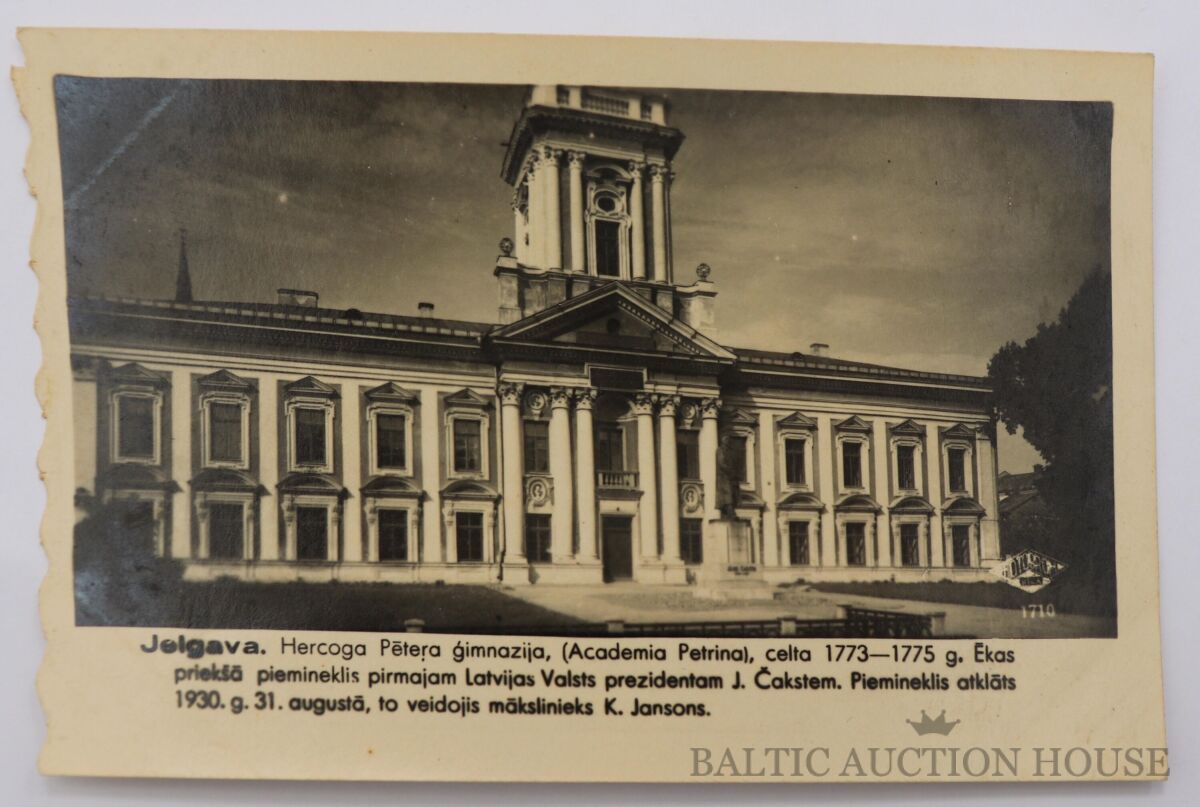 1710
Jelgava. Hercoga Pēteŗa ģimnazija, (Academia Petrina), celta 1773—1775 g. Ēkas
priekšā piemineklis pirmajam Latvijas Valsts prezidentam J. Čakstem. Piemineklis atklāts
1930. g. 31. augustā, to veidojis mākslinieks K. Jansons.
BALTIC AUCTION HOUSE